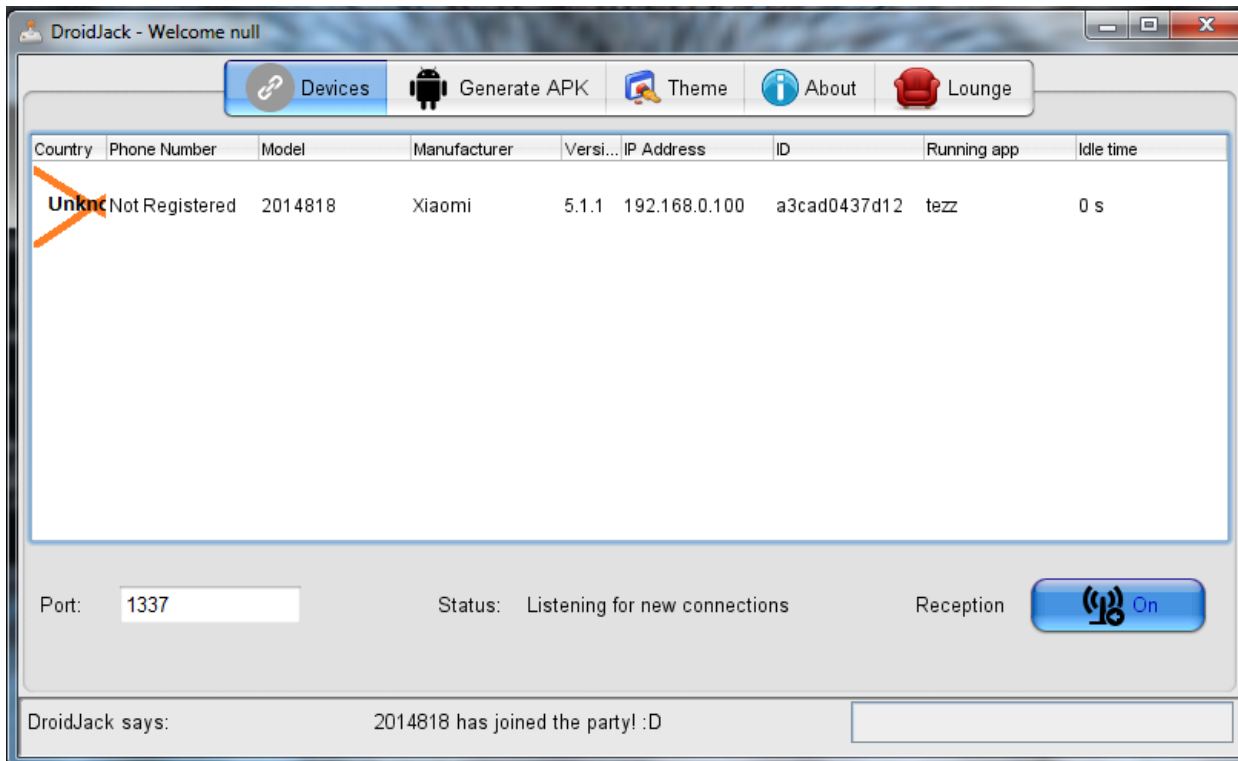 DroidJack - Welcome null
Devices Generate APK Theme About Lounge
Country Phone Number Model Manufacturer Versi... IP Address ID Running app Idle time
Unknc Not Registered 2014818 Xiaomi 5.1.1 192.168.0.100 a3cad0437d12 tezz 0 s
Port: 1337 Status: Listening for new connections Reception On
DroidJack says: 2014818 has joined the party! :D